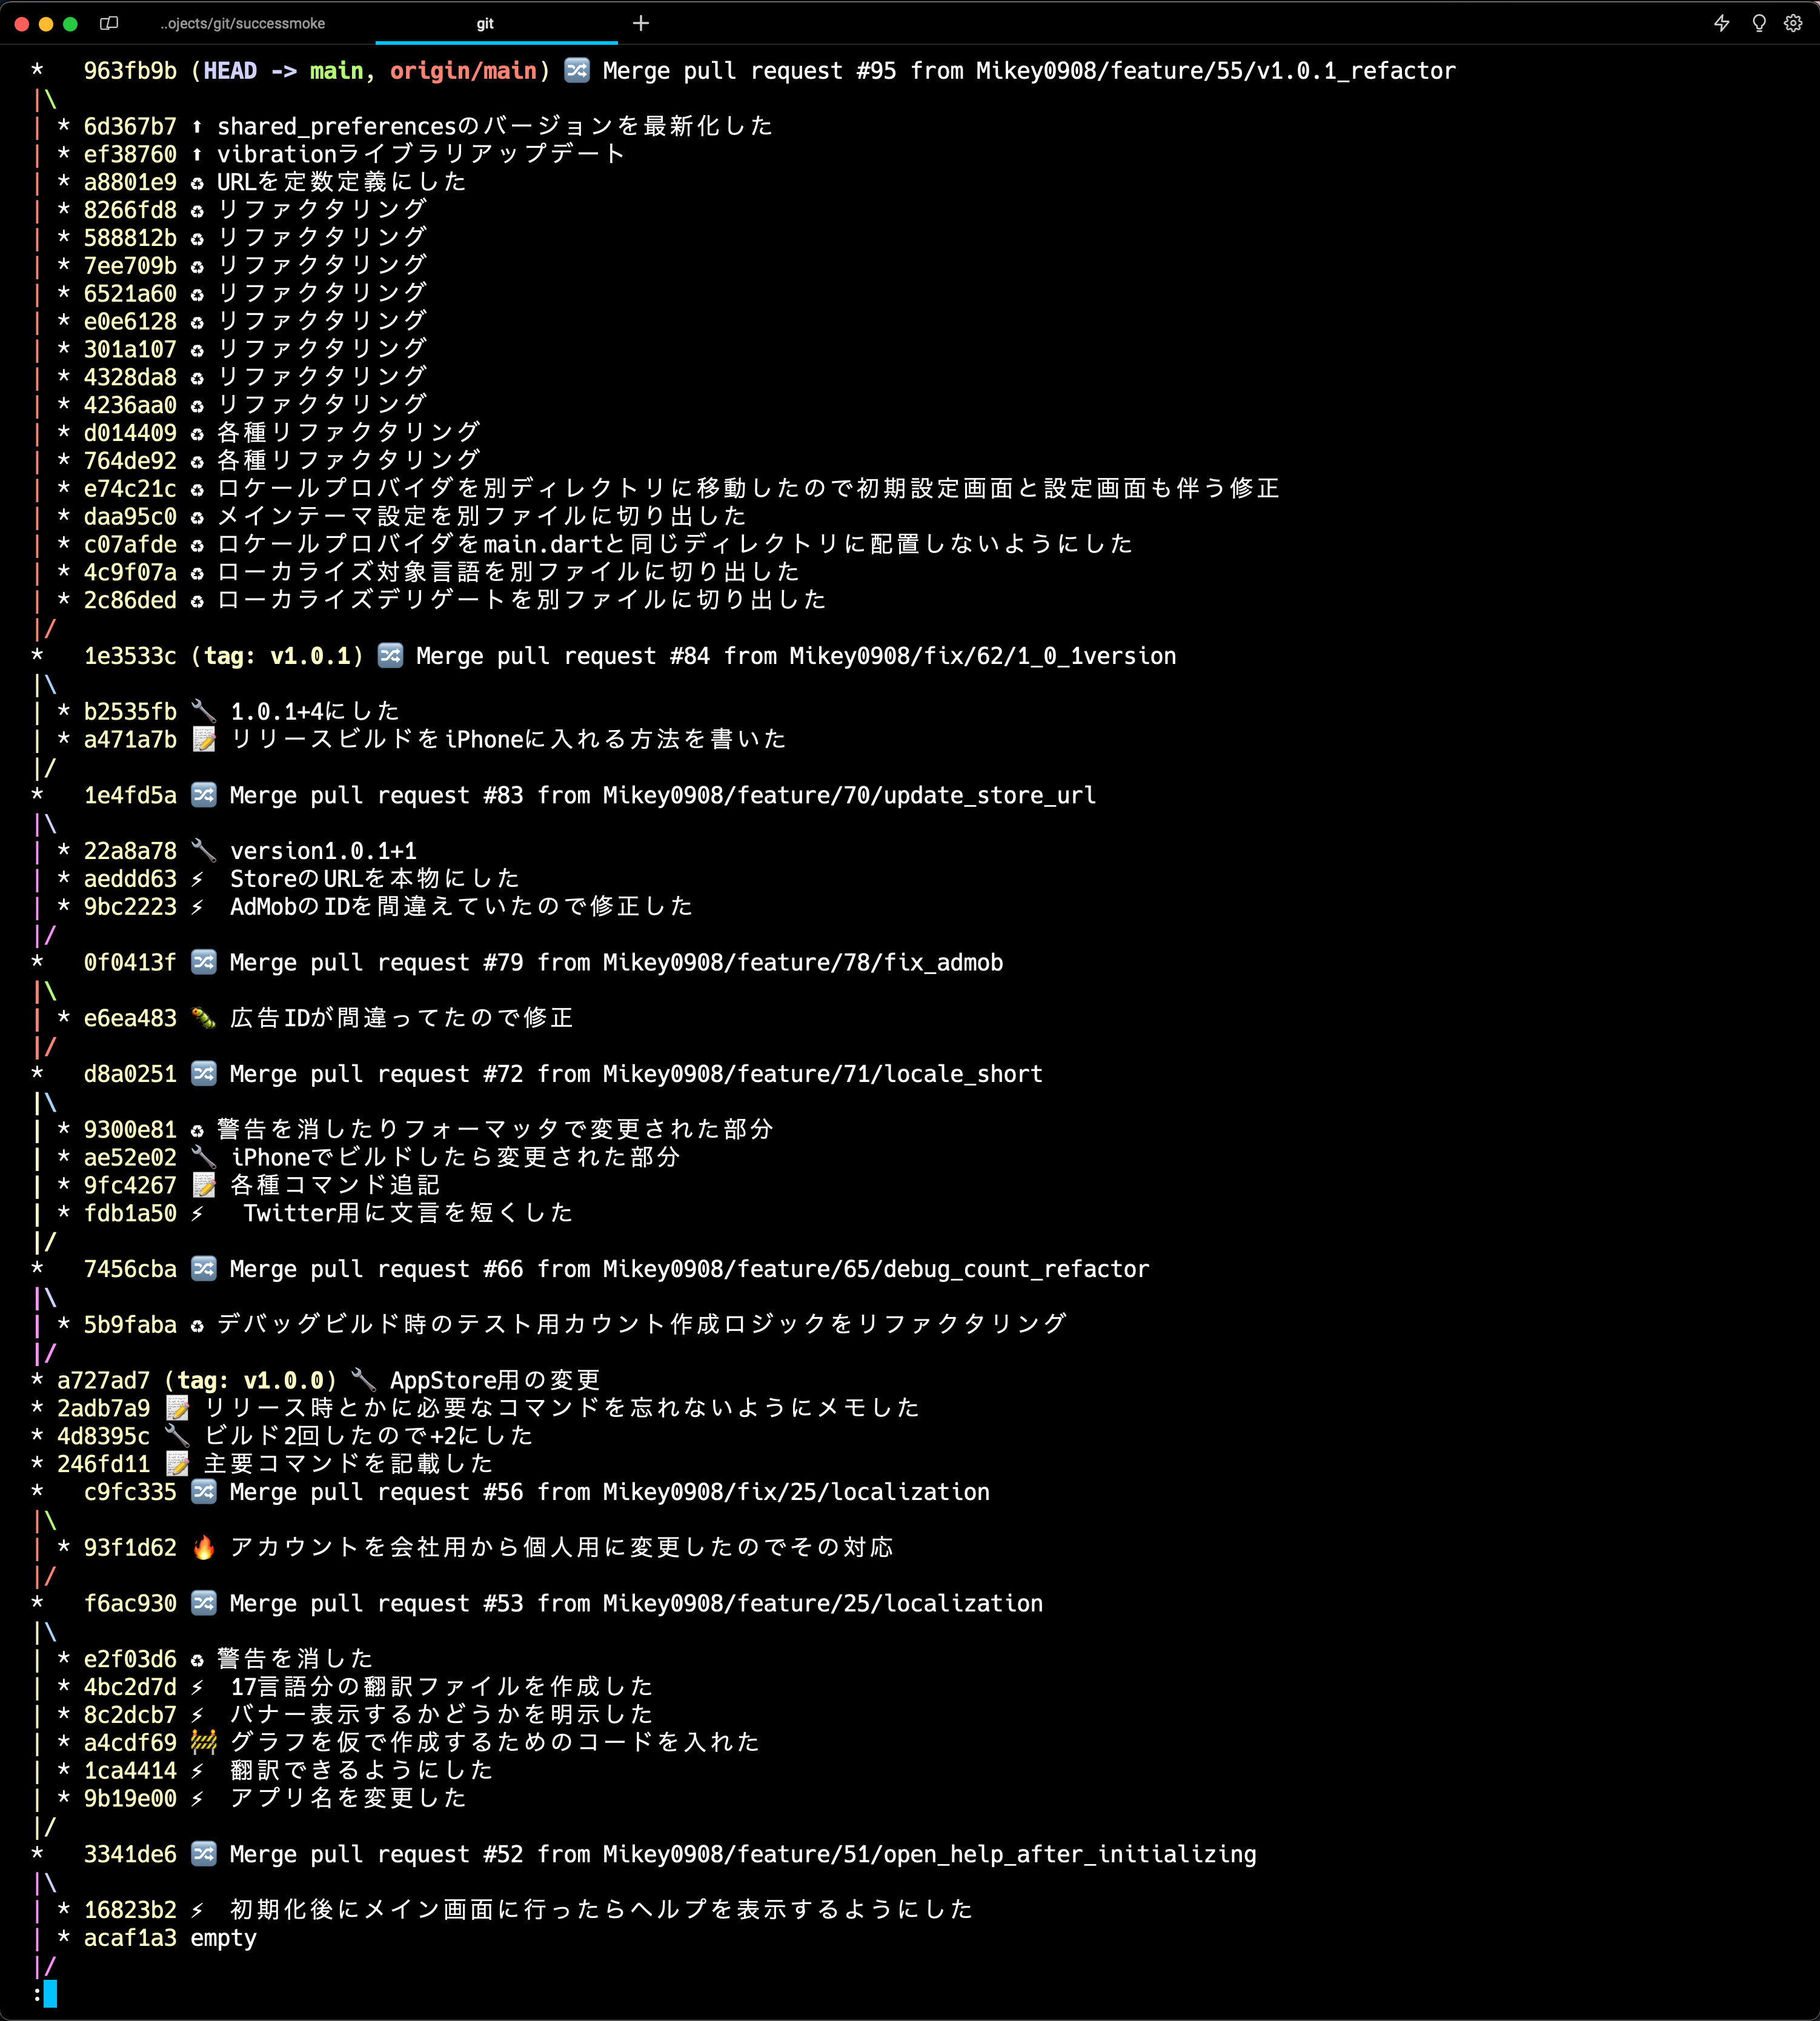 ..ojects/git/successmoke
git
* 963fb9b (HEAD -> main, origin/main) 🔀 Merge pull request #95 from Mikey0908/feature/55/v1.0.1_refactor
|\
| * 6d367b7 ⬆ shared_preferencesのバージョンを最新化した
| * ef38760 ⬆ vibrationライブラリアップデート
| * a8801e9 ♻ URLを定数定義にした
| * 8266fd8 ♻ リファクタリング
| * 588812b ♻ リファクタリング
| * 7ee709b ♻ リファクタリング
| * 6521a60 ♻ リファクタリング
| * e0e6128 ♻ リファクタリング
| * 301a107 ♻ リファクタリング
| * 4328da8 ♻ リファクタリング
| * 4236aa0 ♻ リファクタリング
| * d014409 ♻ 各種リファクタリング
| * 764de92 ♻ 各種リファクタリング
| * e74c21c ♻ ロケールプロバイダを別ディレクトリに移動したので初期設定画面と設定画面も伴う修正
| * daa95c0 ♻ メインテーマ設定を別ファイルに切り出した
| * c07afde ♻ ロケールプロバイダをmain.dartと同じディレクトリに配置しないようにした
| * 4c9f07a ♻ ローカライズ対象言語を別ファイルに切り出した
| * 2c86ded ♻ ローカライズデリゲートを別ファイルに切り出した
|/
* 1e3533c (tag: v1.0.1) 🔀 Merge pull request #84 from Mikey0908/fix/62/1_0_1version
|\
| * b2535fb 🔧 1.0.1+4にした
| * a471a7b 📝 リリースビルドをiPhoneに入れる方法を書いた
|/
* 1e4fd5a 🔀 Merge pull request #83 from Mikey0908/feature/70/update_store_url
|\
| * 22a8a78 🔧 version1.0.1+1
| * aeddd63 ⚡ StoreのURLを本物にした
| * 9bc2223 ⚡ AdMobのIDを間違えていたので修正した
|/
* 0f0413f 🔀 Merge pull request #79 from Mikey0908/feature/78/fix_admob
|\
| * e6ea483 🐛 広告IDが間違ってたので修正
|/
* d8a0251 🔀 Merge pull request #72 from Mikey0908/feature/71/locale_short
|\
| * 9300e81 ♻ 警告を消したりフォーマッタで変更された部分
| * ae52e02 🔧 iPhoneでビルドしたら変更された部分
| * 9fc4267 📝 各種コマンド追記
| * fdb1a50 ⚡ Twitter用に文言を短くした
|/
* 7456cba 🔀 Merge pull request #66 from Mikey0908/feature/65/debug_count_refactor
|\
| * 5b9faba ♻ デバッグビルド時のテスト用カウント作成ロジックをリファクタリング
|/
* a727ad7 (tag: v1.0.0) 🔧 AppStore用の変更
* 2adb7a9 📝 リリース時とかに必要なコマンドを忘れないようにメモした
* 4d8395c 🔧 ビルド2回したので+2にした
* 246fd11 📝 主要コマンドを記載した
* c9fc335 🔀 Merge pull request #56 from Mikey0908/fix/25/localization
|\
| * 93f1d62 🔥 アカウントを会社用から個人用に変更したのでその対応
|/
* f6ac930 🔀 Merge pull request #53 from Mikey0908/feature/25/localization
|\
| * e2f03d6 ♻ 警告を消した
| * 4bc2d7d ⚡ 17言語分の翻訳ファイルを作成した
| * 8c2dcb7 ⚡ バナー表示するかどうかを明示した
| * a4cdf69 🚧 グラフを仮で作成するためのコードを入れた
| * 1ca4414 ⚡ 翻訳できるようにした
| * 9b19e00 ⚡ アプリ名を変更した
|/
* 3341de6 🔀 Merge pull request #52 from Mikey0908/feature/51/open_help_after_initializing
|\
| * 16823b2 ⚡ 初期化後にメイン画面に行ったらヘルプを表示するようにした
| * acaf1a3 empty
|/
: